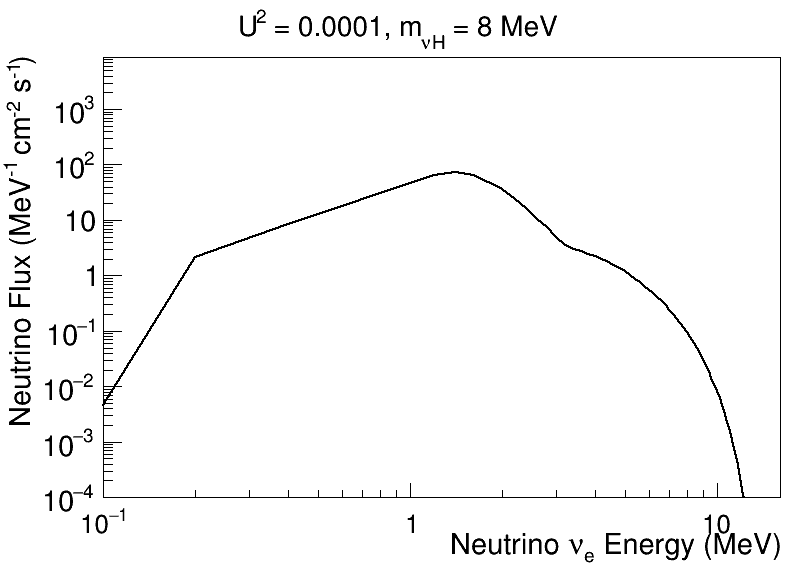 U² = 0.0001, m_νH = 8 MeV
Neutrino Flux (MeV⁻¹ cm⁻² s⁻¹)
10³
10²
10
1
10⁻¹
10⁻²
10⁻³
10⁻⁴
10⁻¹ 1 10
Neutrino ν_e Energy (MeV)